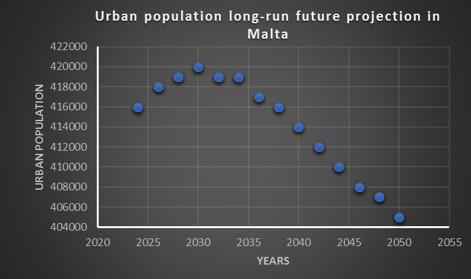 Urban population long-run future projection in
Malta
422000
420000
418000
416000
414000
412000
410000
408000
406000
404000
URBAN POPULATION
2020 2025 2030 2035 2040 2045 2050 2055
YEARS